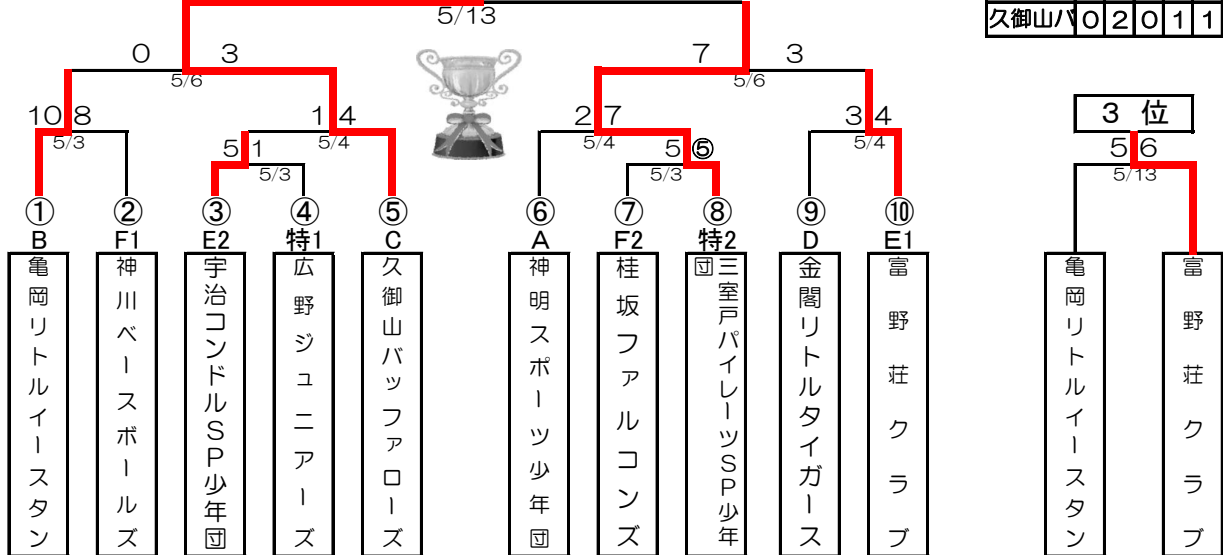 5/13
久御山バ 0 2 0 1 1
0 3
5/6
7 3
5/6
10 8
5/3
1 4
5/4
2 7
5/4
3 4
5/4
3 位
5 1
5/3
5 ⑤
5/3
5 6
5/13
① ② ③ ④ ⑤ ⑥ ⑦ ⑧ ⑨ ⑩
B F1 E2 特1 C A F2 特2 D E1
亀岡リトルイースタン
神川ベースボールズ
宇治コンドルSP少年団
広野ジュニアーズ
久御山バッファローズ
神明スポーツ少年団
桂坂ファルコンズ
三室戸パイレーツSP少年団
金閣リトルタイガース
富野荘クラブ
亀岡リトルイースタン
富野荘クラブ